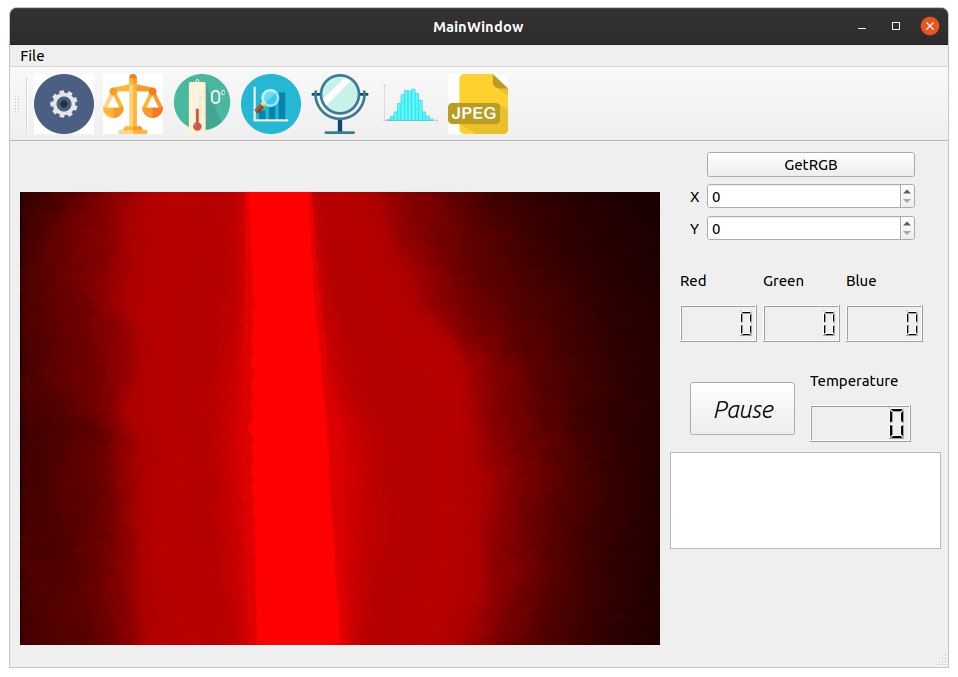 MainWindow
File
0°
JPEG
GetRGB
X 0
Y 0
Red Green Blue
0 0 0
Temperature
Pause
0